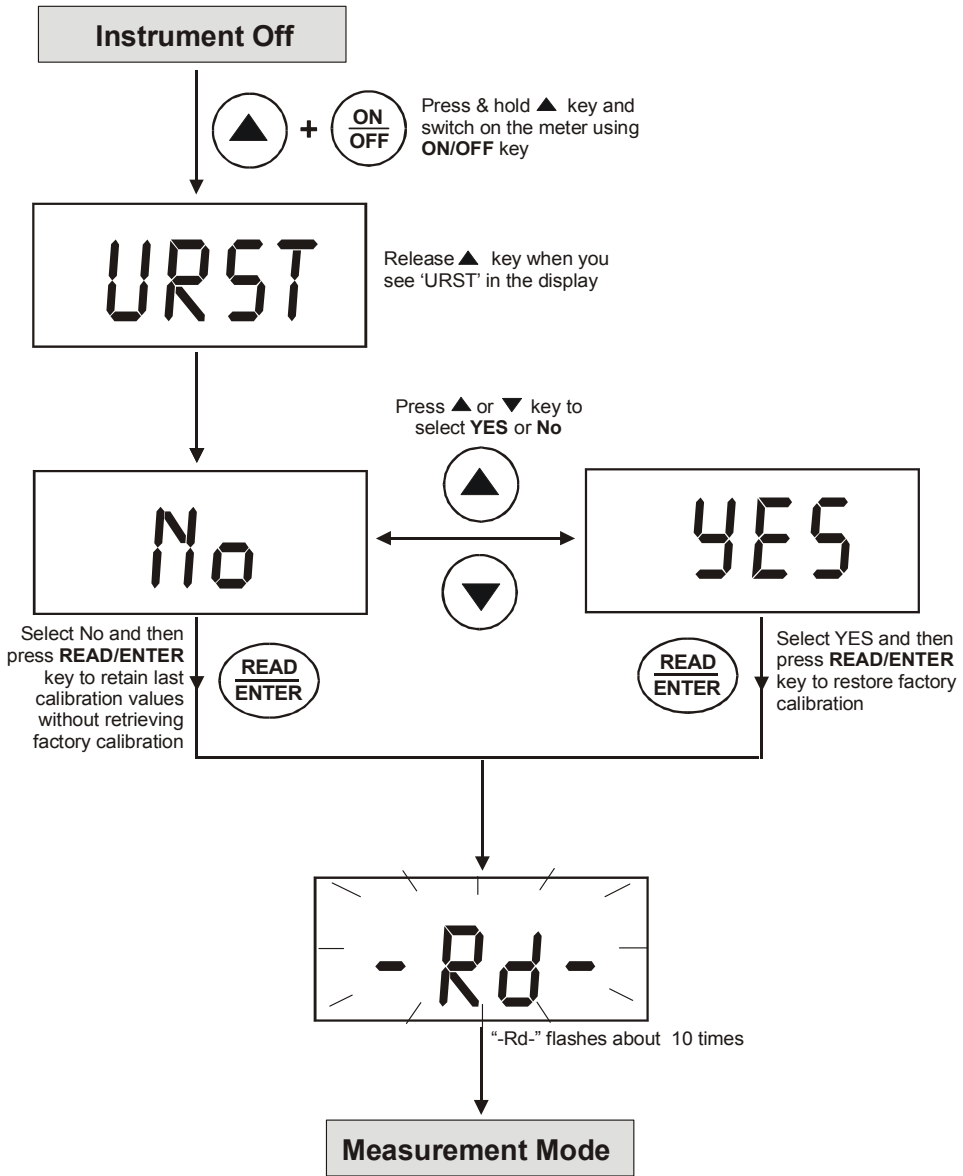 Instrument Off
▲ + ON
OFF
Press & hold ▲ key and
switch on the meter using
ON/OFF key
URST
Release ▲ key when you
see ‘URST’ in the display
Press ▲ or ▼ key to
select YES or No
No
YES
Select No and then
press READ/ENTER
key to retain last
calibration values
without retrieving
factory calibration
READ
ENTER
READ
ENTER
Select YES and then
press READ/ENTER
key to restore factory
calibration
-Rd-
“-Rd-” flashes about 10 times
Measurement Mode